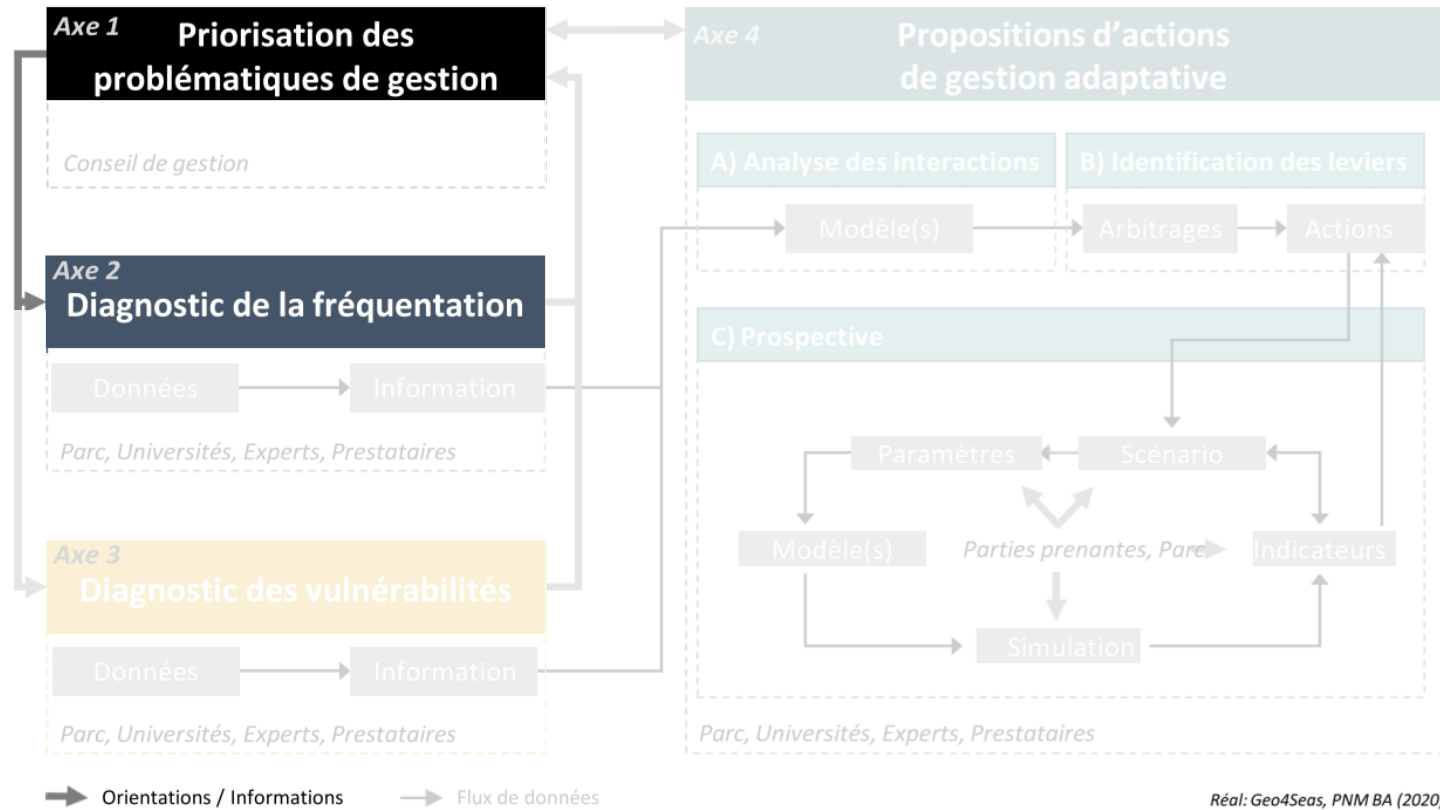 Axe 1
Priorisation des
problématiques de gestion
Conseil de gestion
Axe 2
Diagnostic de la fréquentation
Données
Information
Parc, Universités, Experts, Prestataires
Axe 3
Diagnostic des vulnérabilités
Données
Information
Parc, Universités, Experts, Prestataires
Axe 4
Propositions d'actions
de gestion adaptative
A) Analyse des interactions
B) Identification des leviers
Modèle(s)
Arbitrages
Actions
C) Prospective
Paramètres
Scénario
Modèle(s)
Parties prenantes, Parc
Indicateurs
Simulation
Parc, Universités, Experts, Prestataires
Orientations / Informations
Flux de données
Réal: Geo4Seas, PNM BA (2020)